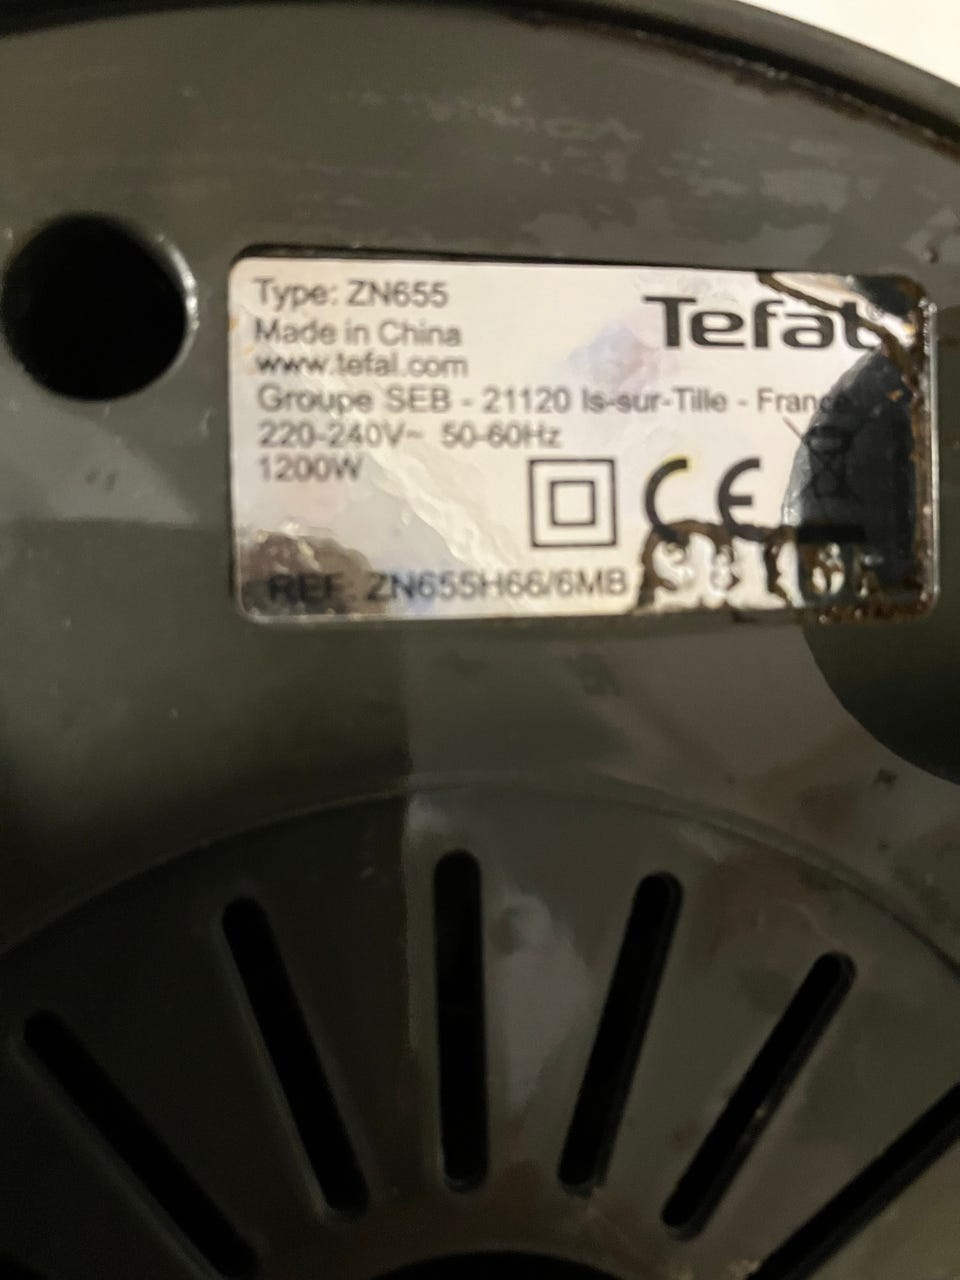 Type: ZN655
Tefal
Made in China
www.tefal.com
Groupe SEB - 21120 Is-sur-Tille - France
220-240V~ 50-60Hz
1200W
CE
REF. ZN655H66/6MB